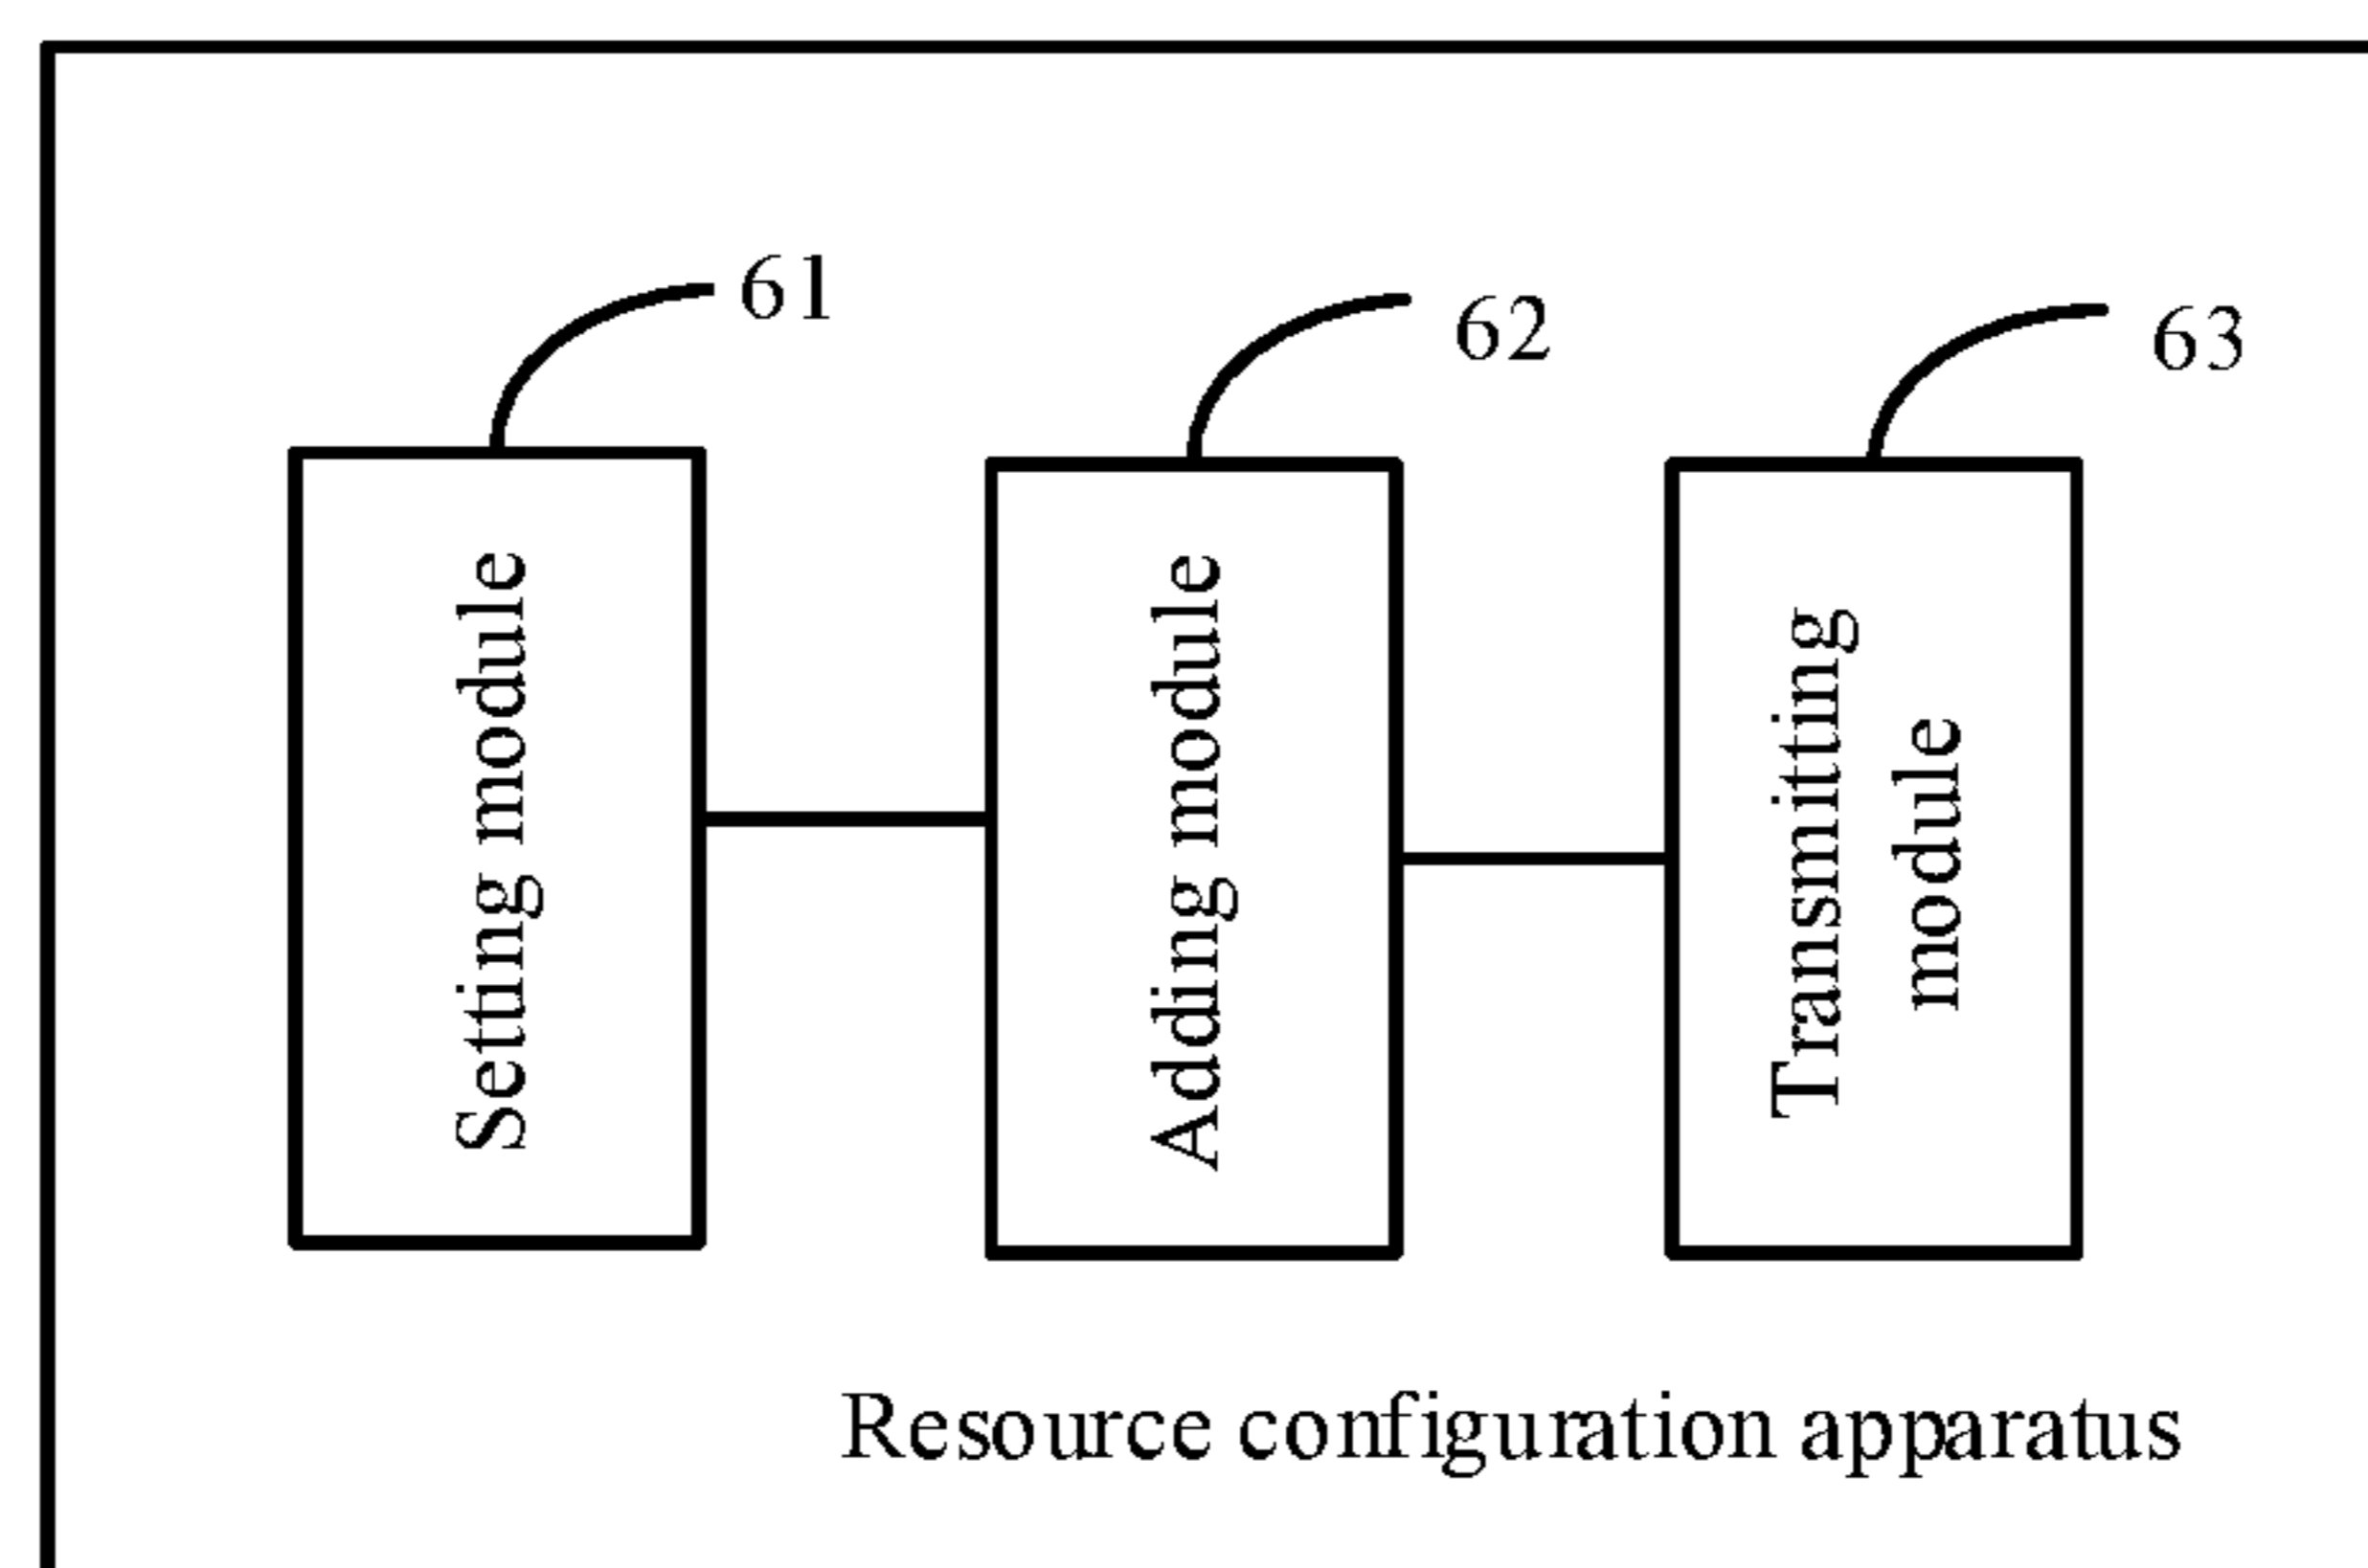 61
62
63
Setting module
Adding module
Transmitting
module
Resource configuration apparatus